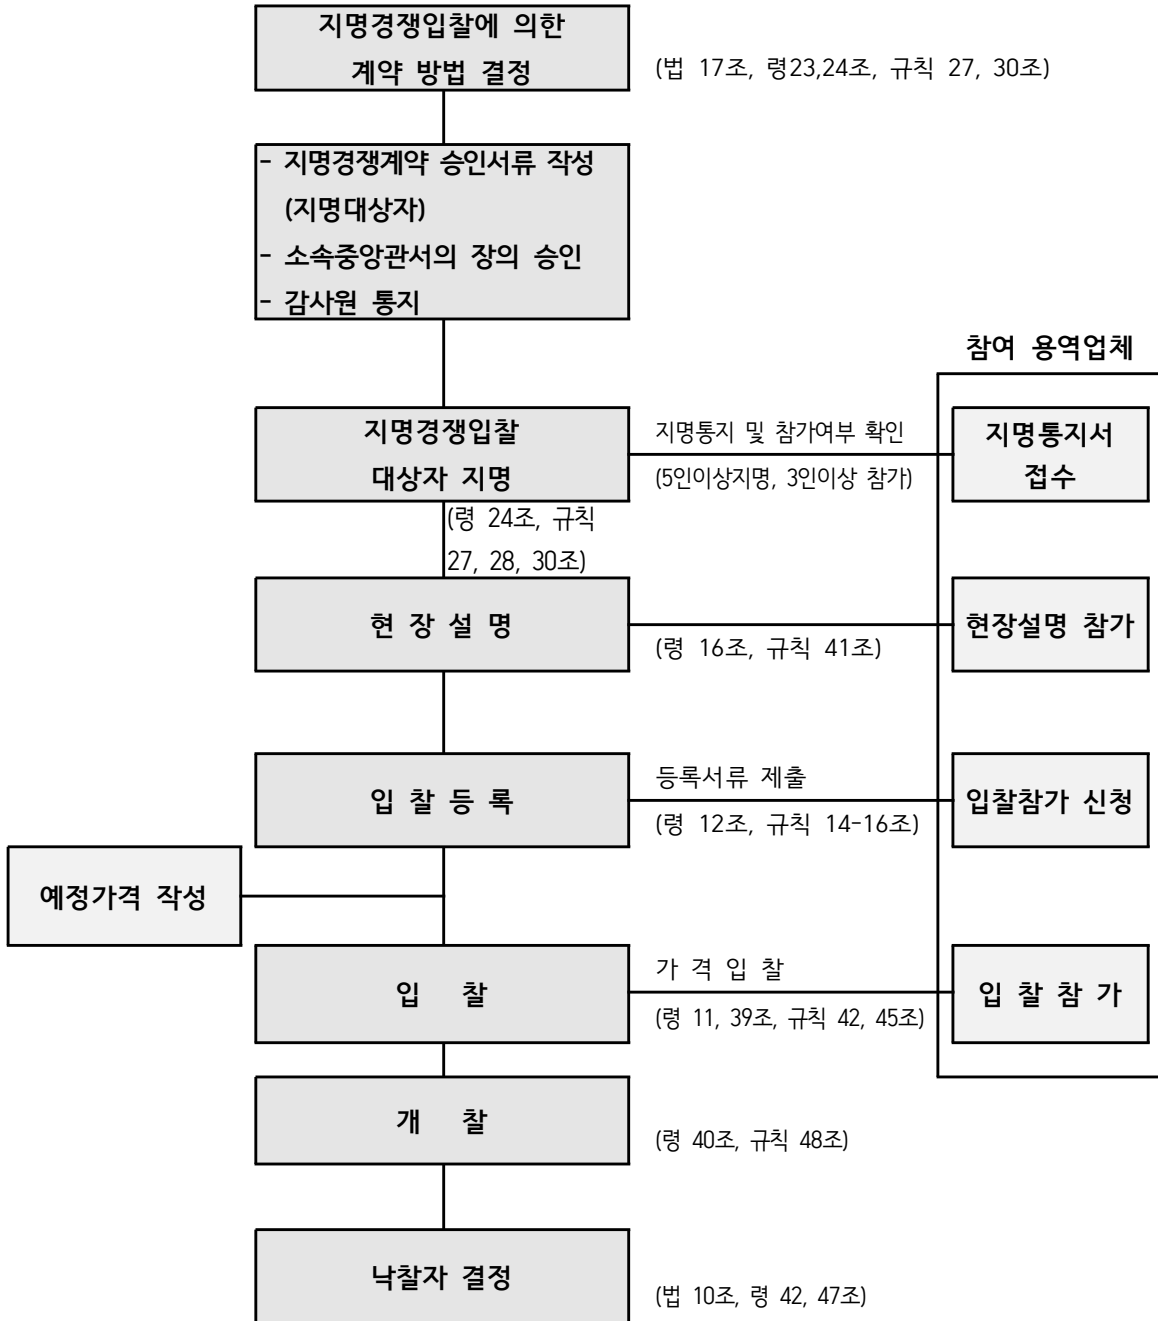 지명경쟁입찰에 의한
계약 방법 결정
(법 17조, 령23,24조, 규칙 27, 30조)
- 지명경쟁계약 승인서류 작성
(지명대상자)
- 소속중앙관서의 장의 승인
- 감사원 통지
참여 용역업체
지명경쟁입찰
대상자 지명
지명통지 및 참가여부 확인
(5인이상지명, 3인이상 참가)
지명통지서
접수
(령 24조, 규칙
27, 28, 30조)
현 장 설 명
(령 16조, 규칙 41조)
현장설명 참가
입 찰 등 록
등록서류 제출
(령 12조, 규칙 14-16조)
입찰참가 신청
예정가격 작성
입 찰
가 격 입 찰
(령 11, 39조, 규칙 42, 45조)
입 찰 참 가
개 찰
(령 40조, 규칙 48조)
낙찰자 결정
(법 10조, 령 42, 47조)